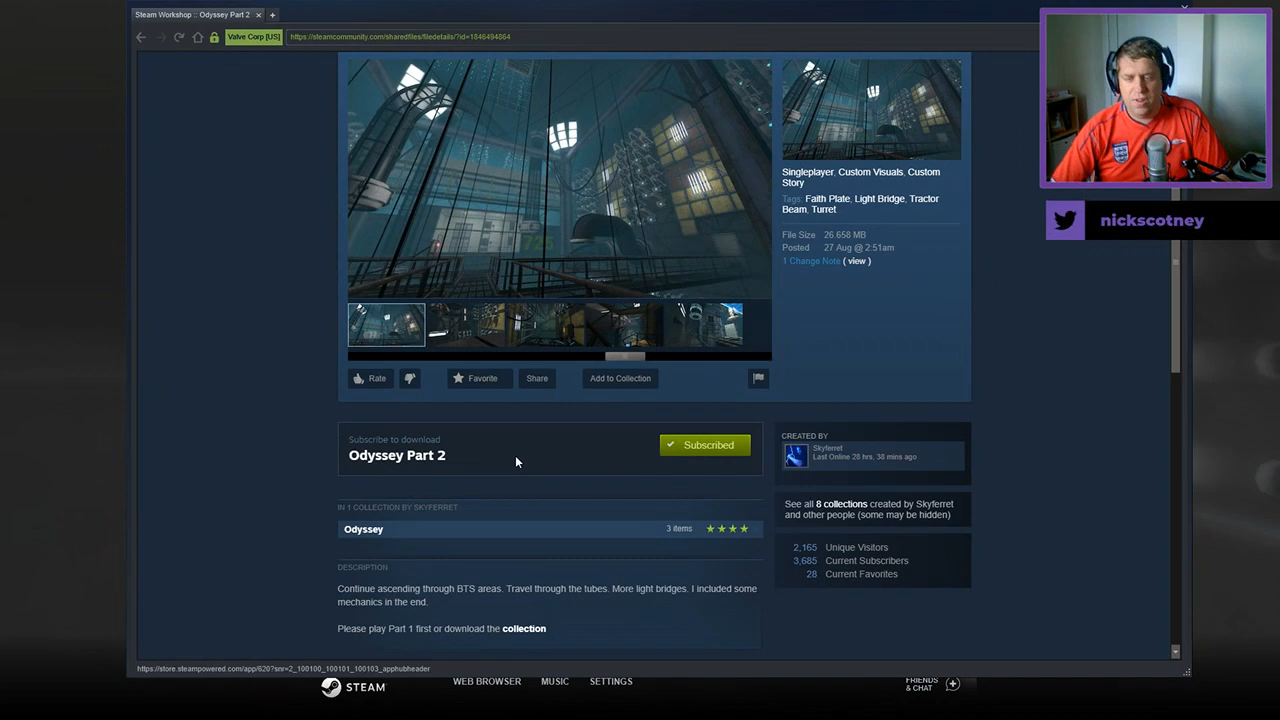 Steam Workshop :: Odyssey Part 2
Valve Corp [US]
https://steamcommunity.com/sharedfiles/filedetails/?id=1846494864
Singleplayer, Custom Visuals, Custom
Story
Tags: Faith Plate, Light Bridge, Tractor
Beam, Turret
File Size 26.658 MB
Posted 27 Aug @ 2:51am
1 Change Note ( view )
nickscotney
Rate
Favorite
Share
Add to Collection
Subscribe to download
Odyssey Part 2
Subscribed
CREATED BY
Skyferret
Last Online 28 hrs, 38 mins ago
IN 1 COLLECTION BY SKYFERRET
Odyssey 3 items
See all 8 collections created by Skyferret
and other people (some may be hidden)
2,165 Unique Visitors
3,685 Current Subscribers
28 Current Favorites
DESCRIPTION
Continue ascending through BTS areas. Travel through the tubes. More light bridges. I included some
mechanics in the end.
Please play Part 1 first or download the collection
https://store.steampowered.com/app/620?snr=2_100100_100101_100103_apphubheader
STEAM
WEB BROWSER
MUSIC
SETTINGS
FRIENDS
& CHAT